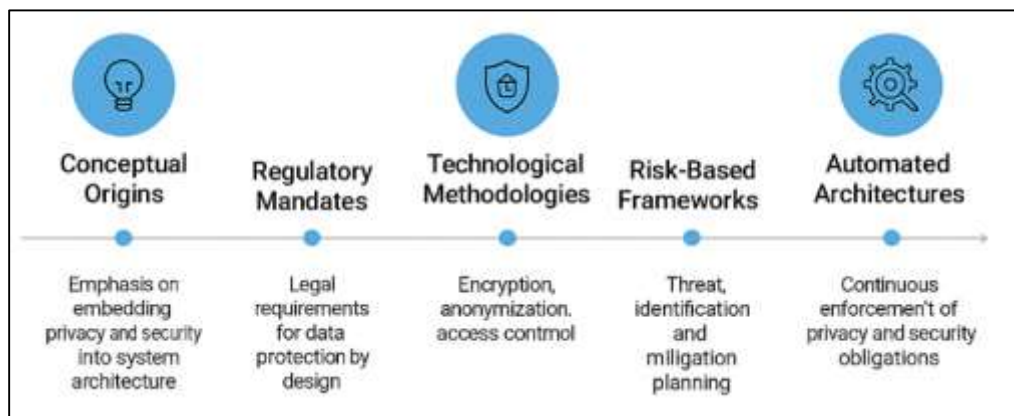 Conceptual
Origins
Regulatory
Mandates
Technological
Methodologies
Risk-Based
Frameworks
Automated
Architectures
Emphasis on
embedding
privacy and security
into system
architecture
Legal
requirements
for data
protection by
design
Encryption,
anonymization.
access contmol
Threat,
identification
and
miligation
planning
Continuous
enforcemen't of
privacy and security
obligations